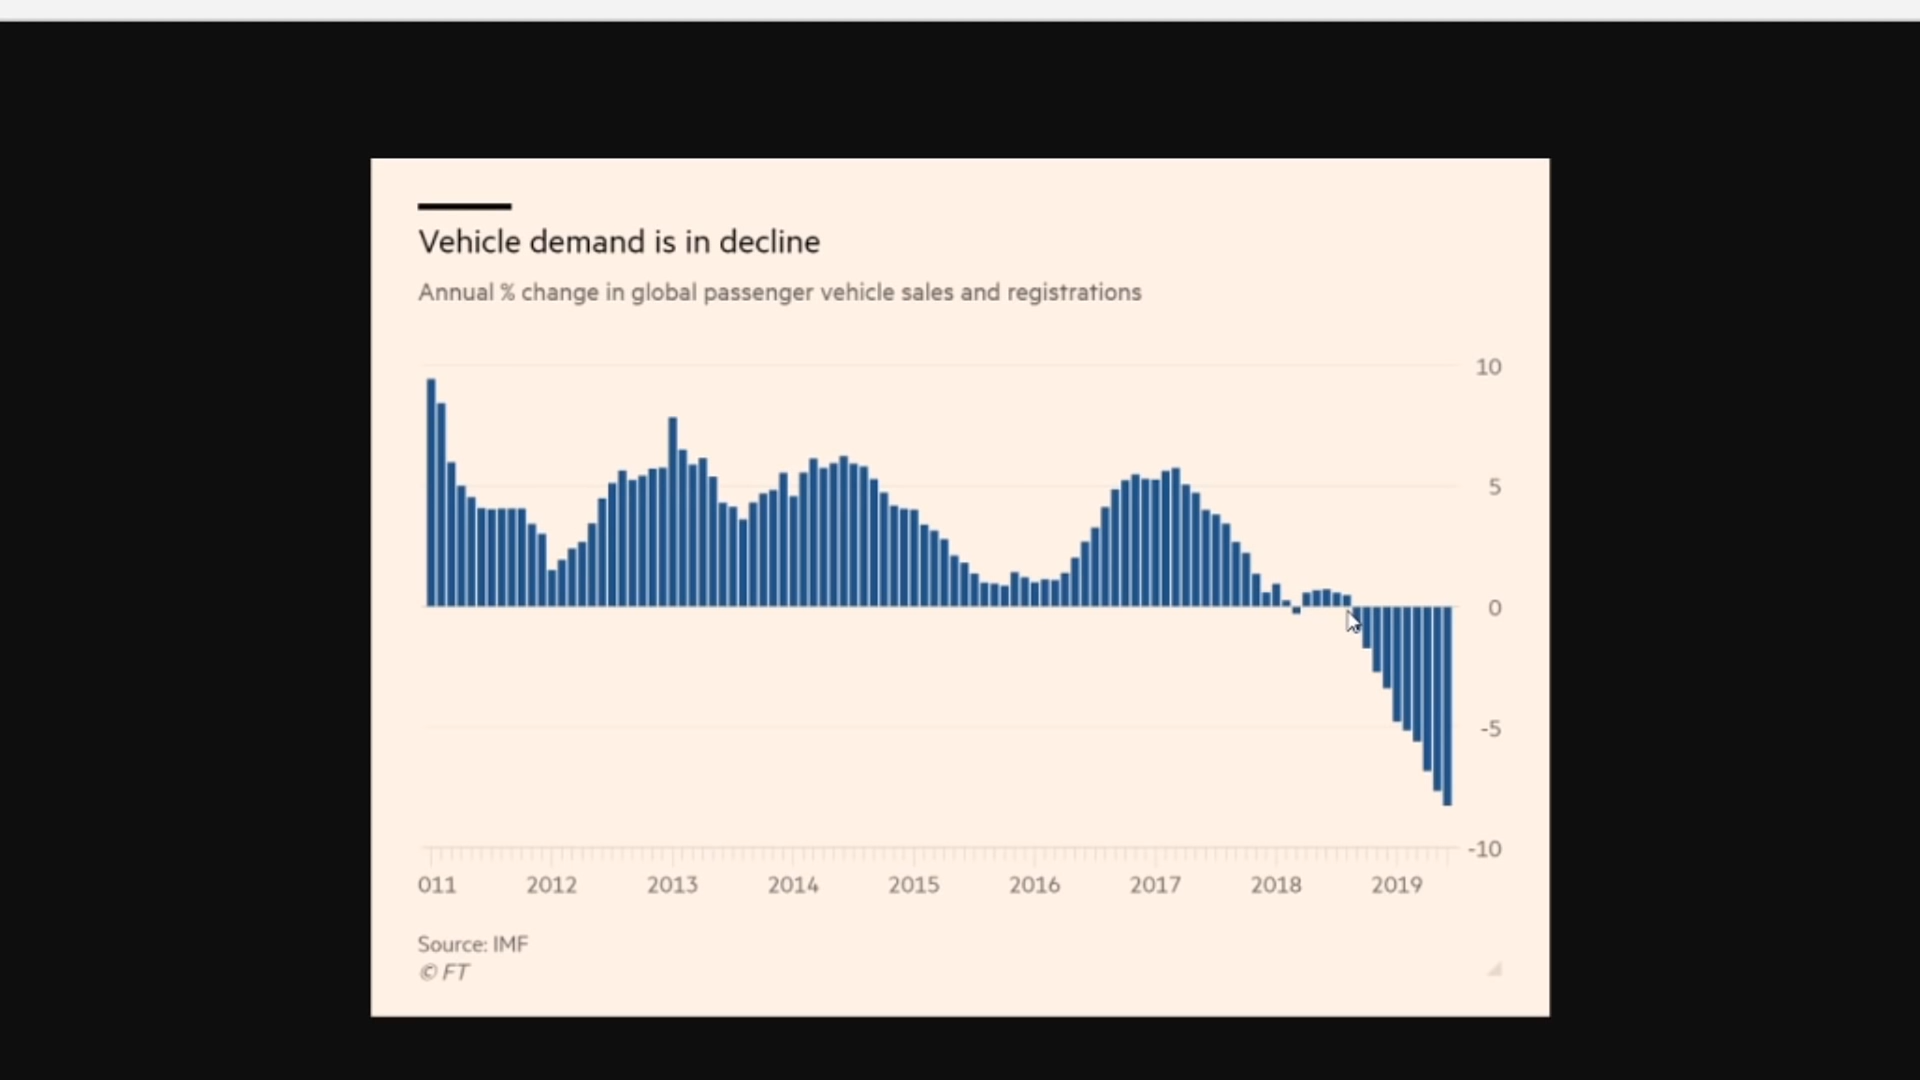 Vehicle demand is in decline
Annual % change in global passenger vehicle sales and registrations
10
5
0
-5
-10
011 2012 2013 2014 2015 2016 2017 2018 2019
Source: IMF
© FT